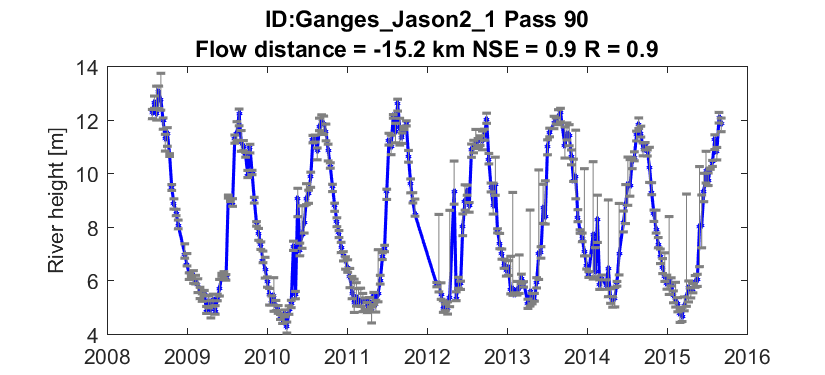 ID:Ganges_Jason2_1 Pass 90
Flow distance = -15.2 km NSE = 0.9 R = 0.9
River height [m]
14
12
10
8
6
4
2008 2009 2010 2011 2012 2013 2014 2015 2016